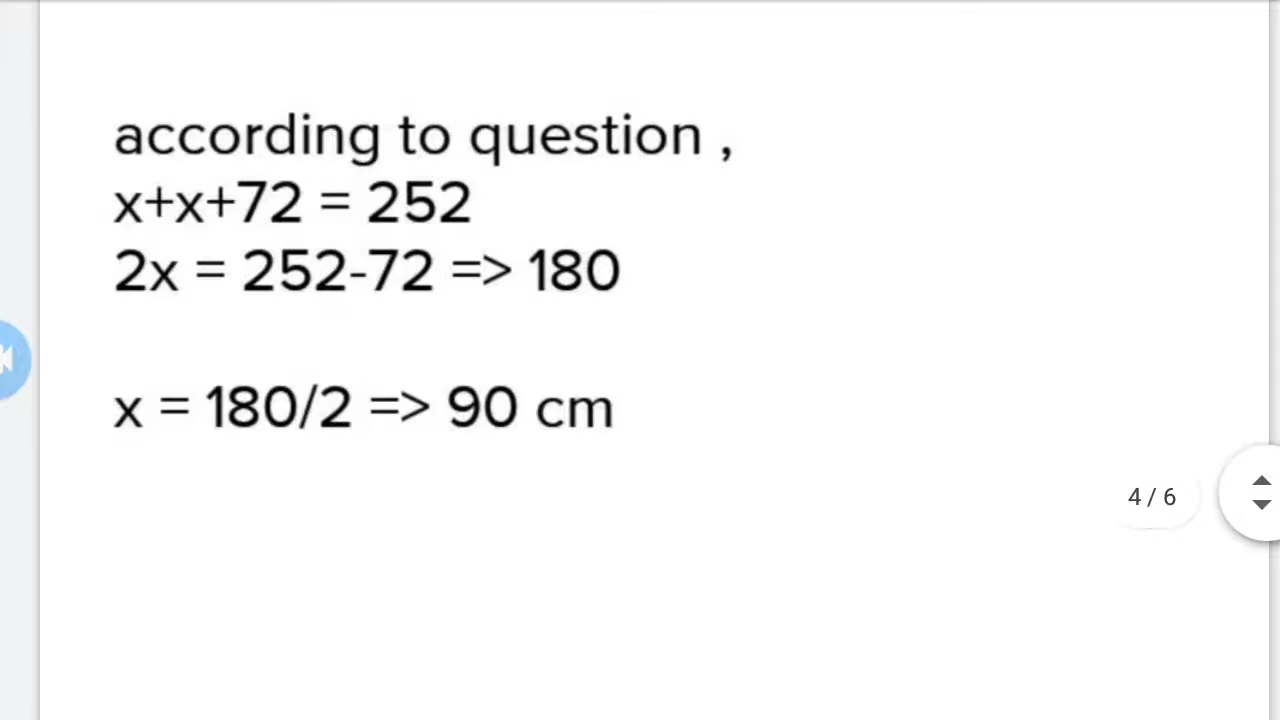 according to question ,
x+x+72 = 252
2x = 252-72 => 180
x = 180/2 => 90 cm
4 / 6